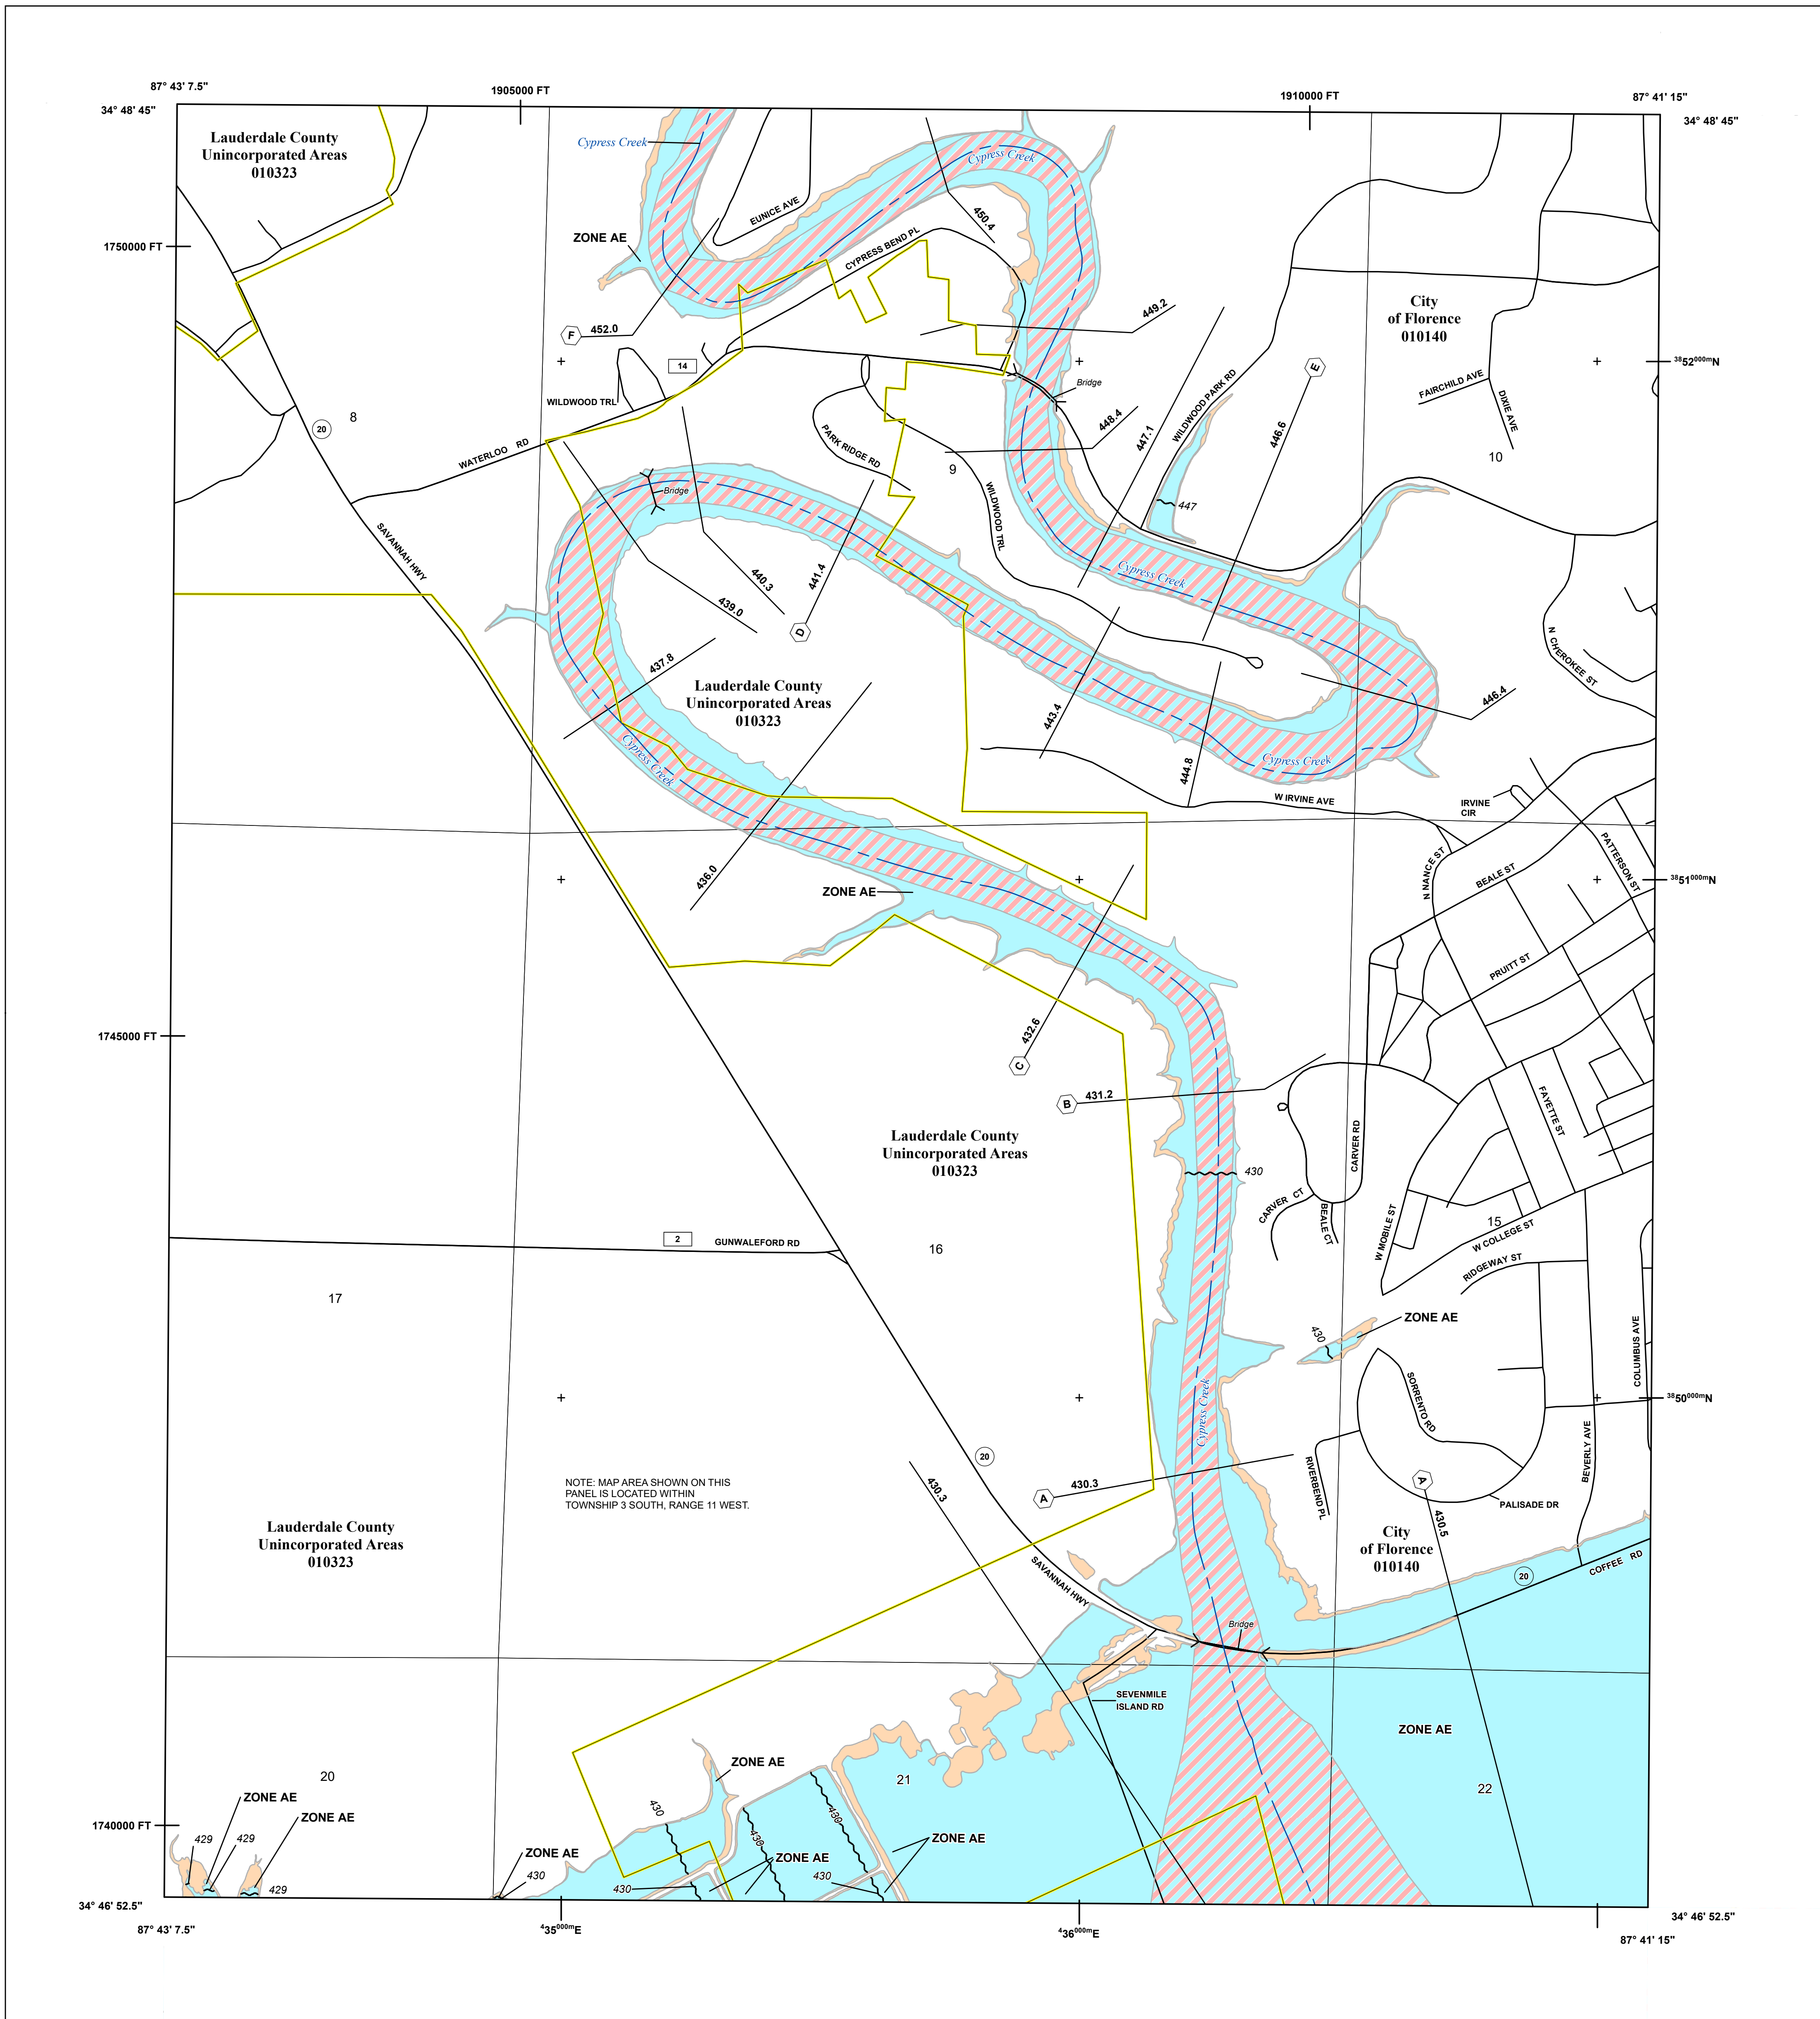 87° 43' 7.5"
1905000 FT
1910000 FT
87° 41' 15"
34° 48' 45"
34° 48' 45"
Lauderdale County
Unincorporated Areas
010323
Cypress Creek
Cypress Creek
EUNICE AVE
450.4
1750000 FT
ZONE AE
CYPRESS BEND PL
City
of Florence
010140
449.2
F
452.0
14
3852000mN
E
Bridge
WILDWOOD PARK RD
FAIRCHILD AVE
DIXIE AVE
WILDWOOD TRL
8
20
448.4
447.1
446.6
PARK RIDGE RD
WATERLOO RD
9
10
Bridge
WILDWOOD TRL
447
SAVANNAH HWY
440.3
441.4
Cypress Creek
439.0
D
437.8
N CHEROKEE ST
Lauderdale County
Unincorporated Areas
010323
443.4
446.4
Cypress Creek
444.8
Cypress Creek
W IRVINE AVE
IRVINE
CIR
PATTERSON ST
N NANCE ST
BEALE ST
436.0
ZONE AE
3851000mN
PRUITT ST
1745000 FT
432.6
C
B
431.2
FAYETTE ST
CARVER RD
Lauderdale County
Unincorporated Areas
010323
430
CARVER CT
BEALE CT
W MOBILE ST
15
W COLLEGE ST
2
GUNWALEFORD RD
16
RIDGEWAY ST
17
ZONE AE
430
COLUMBUS AVE
SORRENTO RD
Cypress Creek
3850000mN
BEVERLY AVE
20
NOTE: MAP AREA SHOWN ON THIS
PANEL IS LOCATED WITHIN
TOWNSHIP 3 SOUTH, RANGE 11 WEST.
430.3
A
430.3
RIVERBEND PL
A
PALISADE DR
430.5
Lauderdale County
Unincorporated Areas
010323
City
of Florence
010140
SAVANNAH HWY
20
COFFEE RD
Bridge
SEVENMILE
ISLAND RD
ZONE AE
ZONE AE
20
21
22
ZONE AE
ZONE AE
430
430
430
1740000 FT
429
429
ZONE AE
ZONE AE
ZONE AE
430
430
430
429
34° 46' 52.5"
34° 46' 52.5"
87° 43' 7.5"
435000mE
436000mE
87° 41' 15"